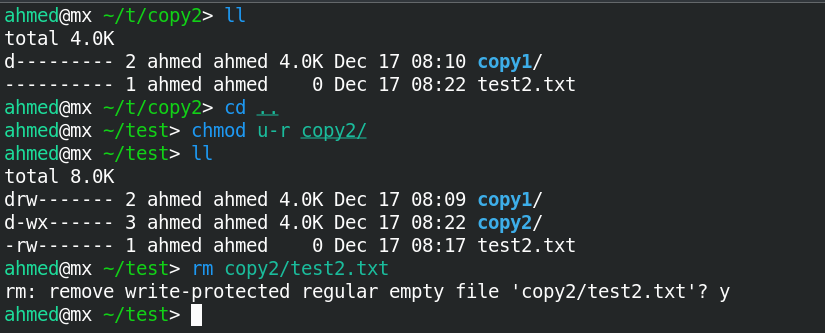 ahmed@mx ~/t/copy2> ll
total 4.0K
d--------- 2 ahmed ahmed 4.0K Dec 17 08:10 copy1/
---------- 1 ahmed ahmed    0 Dec 17 08:22 test2.txt
ahmed@mx ~/t/copy2> cd ..
ahmed@mx ~/test> chmod u-r copy2/
ahmed@mx ~/test> ll
total 8.0K
drw------- 2 ahmed ahmed 4.0K Dec 17 08:09 copy1/
d-wx------ 3 ahmed ahmed 4.0K Dec 17 08:22 copy2/
-rw------- 1 ahmed ahmed    0 Dec 17 08:17 test2.txt
ahmed@mx ~/test> rm copy2/test2.txt
rm: remove write-protected regular empty file 'copy2/test2.txt'? y
ahmed@mx ~/test>